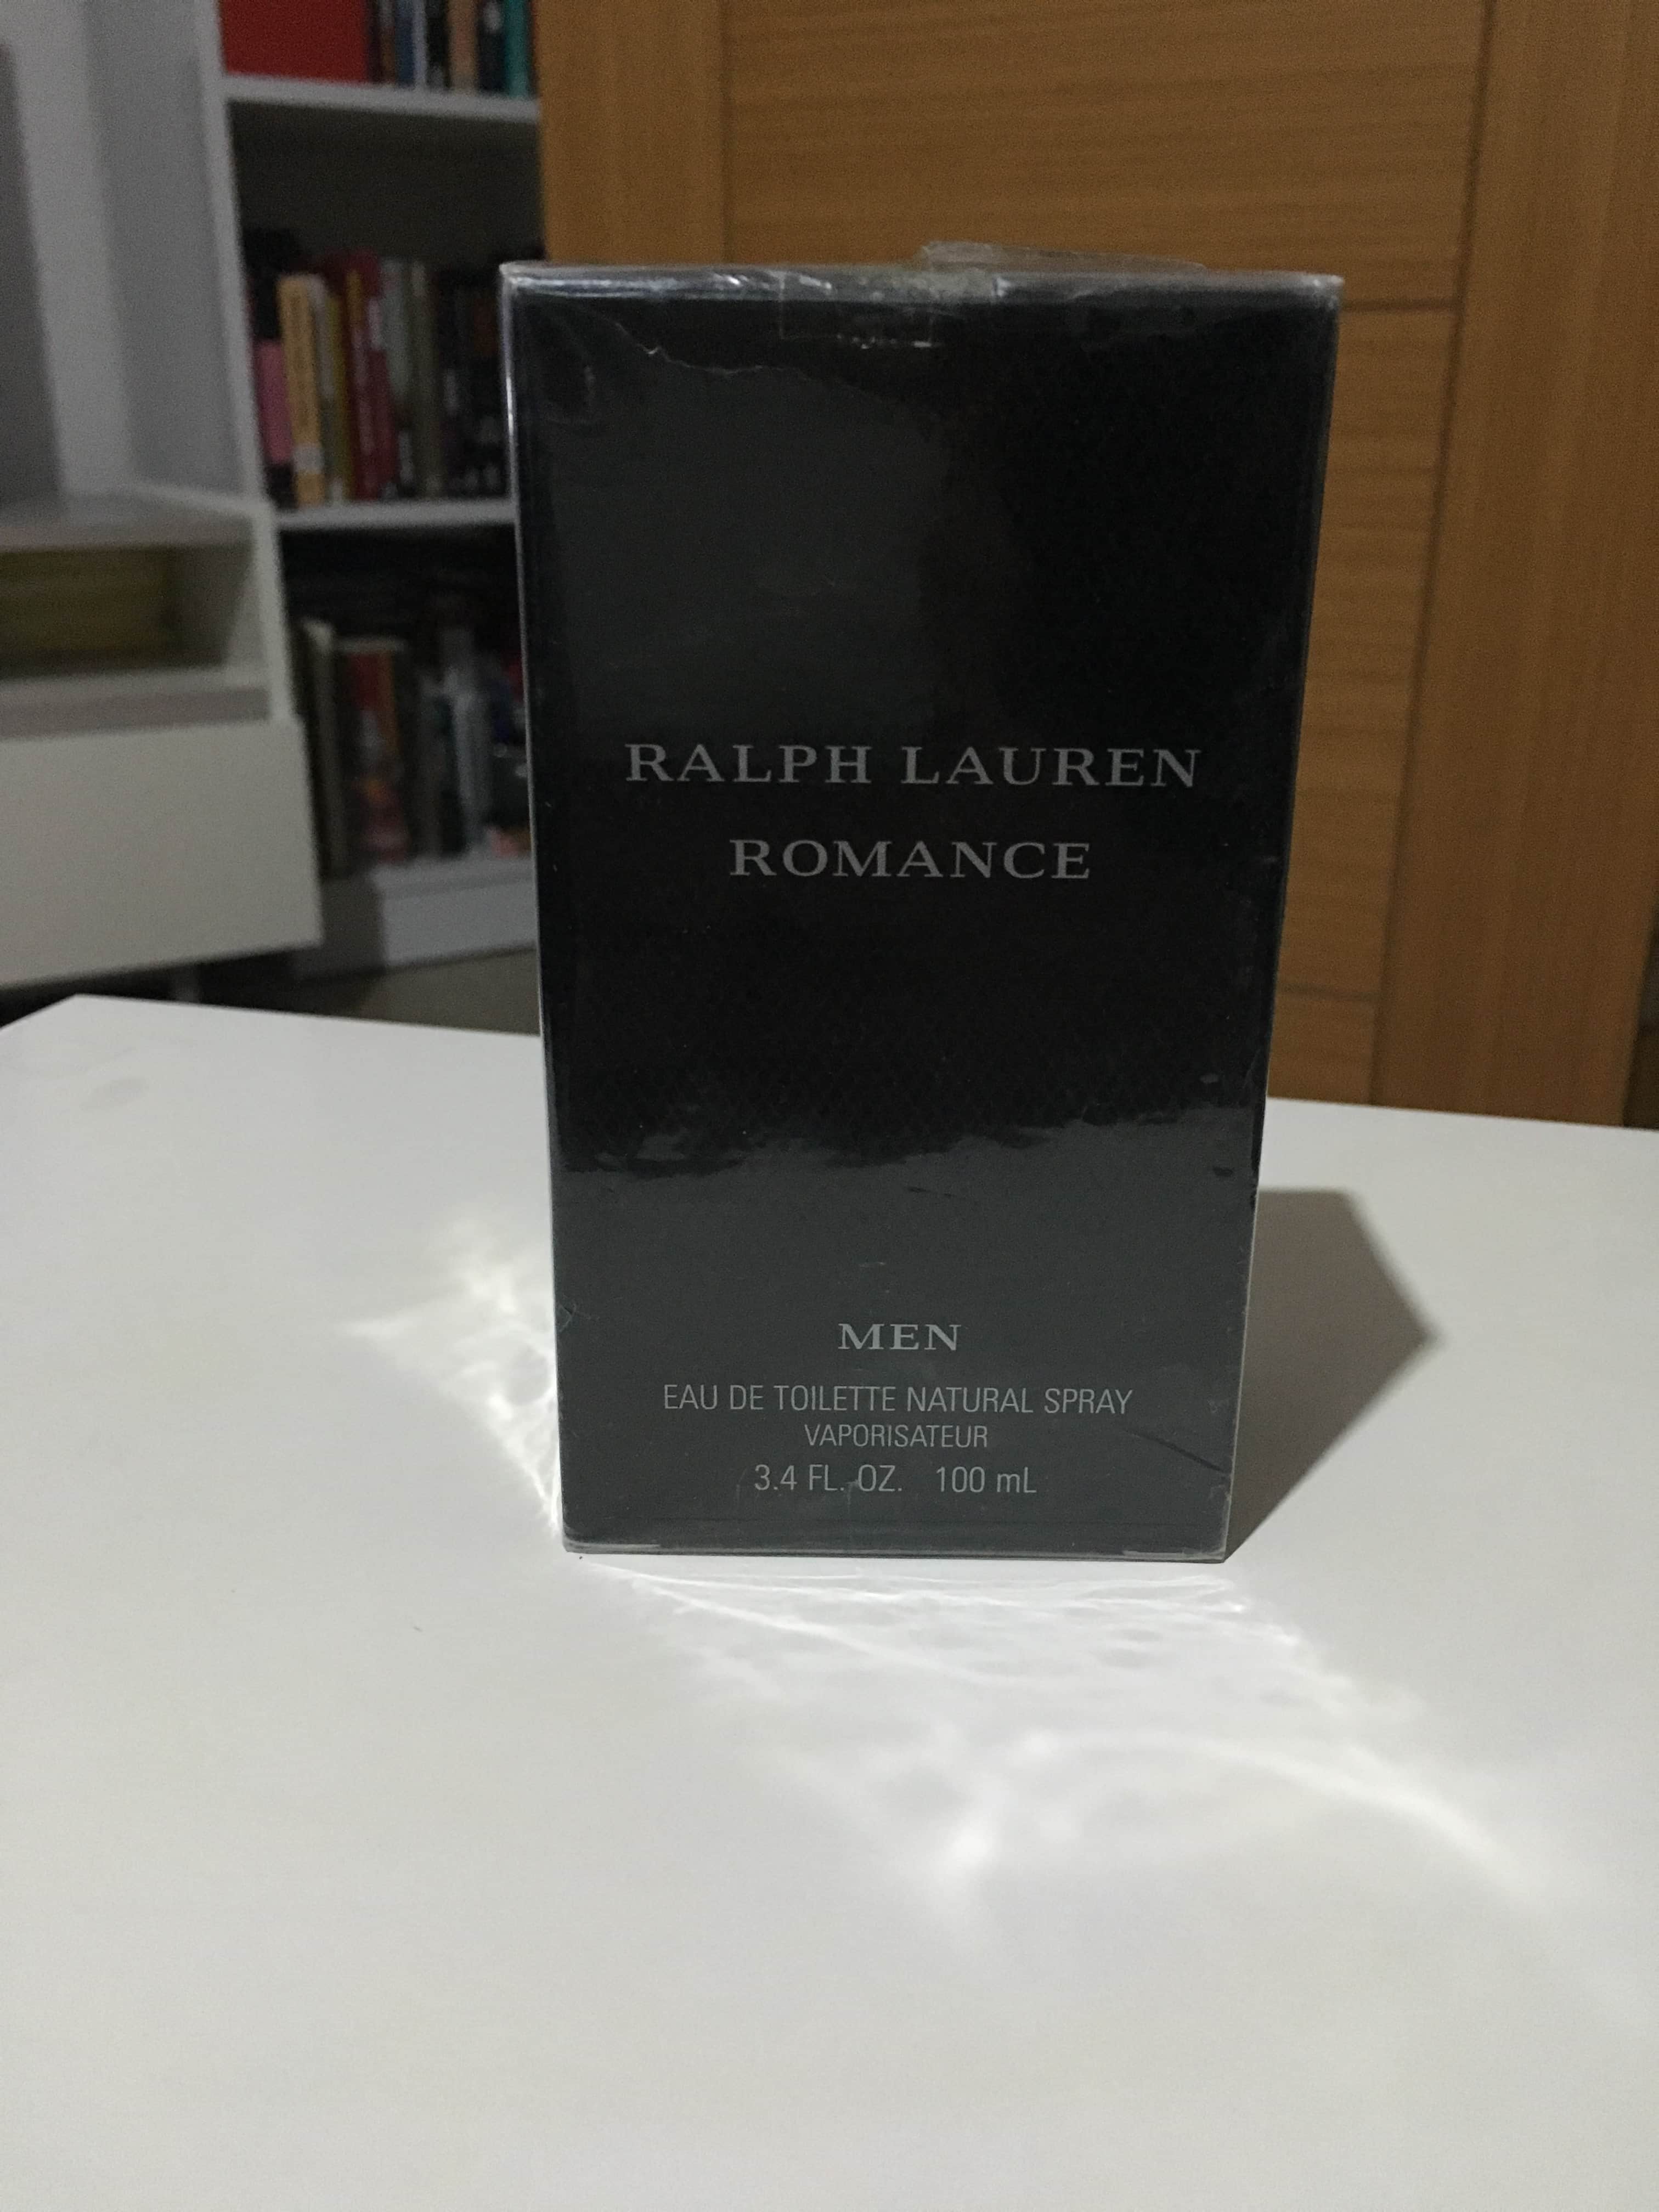 RALPH LAUREN
ROMANCE
MEN
EAU DE TOILETTE NATURAL SPRAY
VAPORISATEUR
3.4 FL. OZ. 100 mL